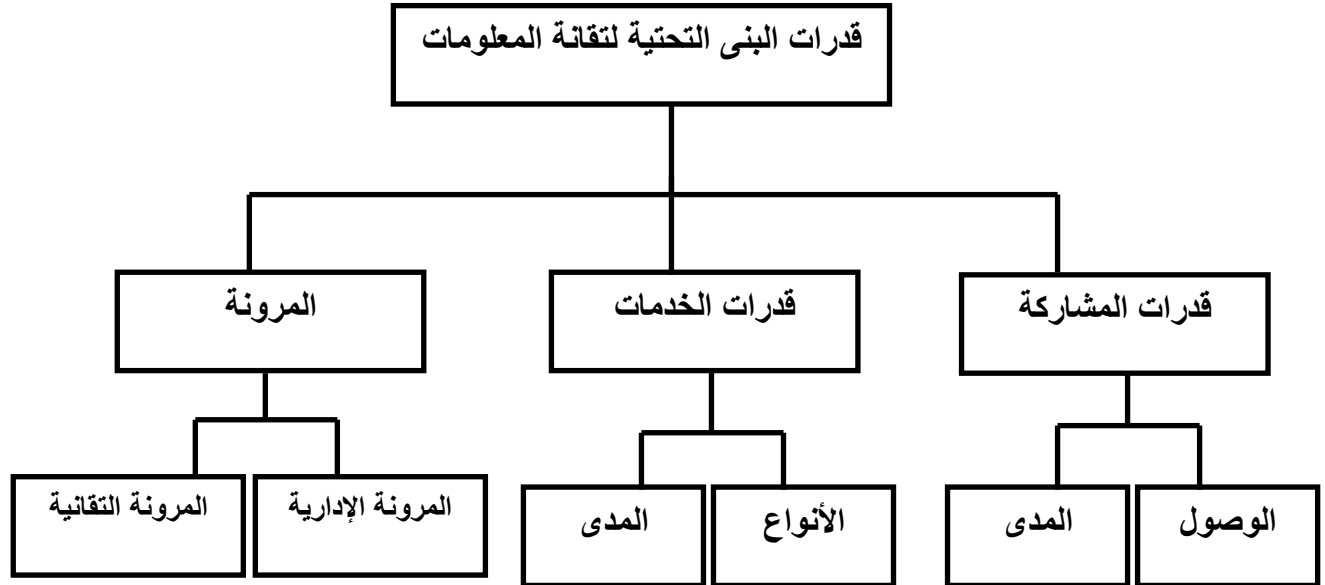 قدرات البنى التحتية لتقانة المعلومات
قدرات المشاركة
قدرات الخدمات
المرونة
الوصول
المدى
الأنواع
المدى
المرونة الإدارية
المرونة التقانية